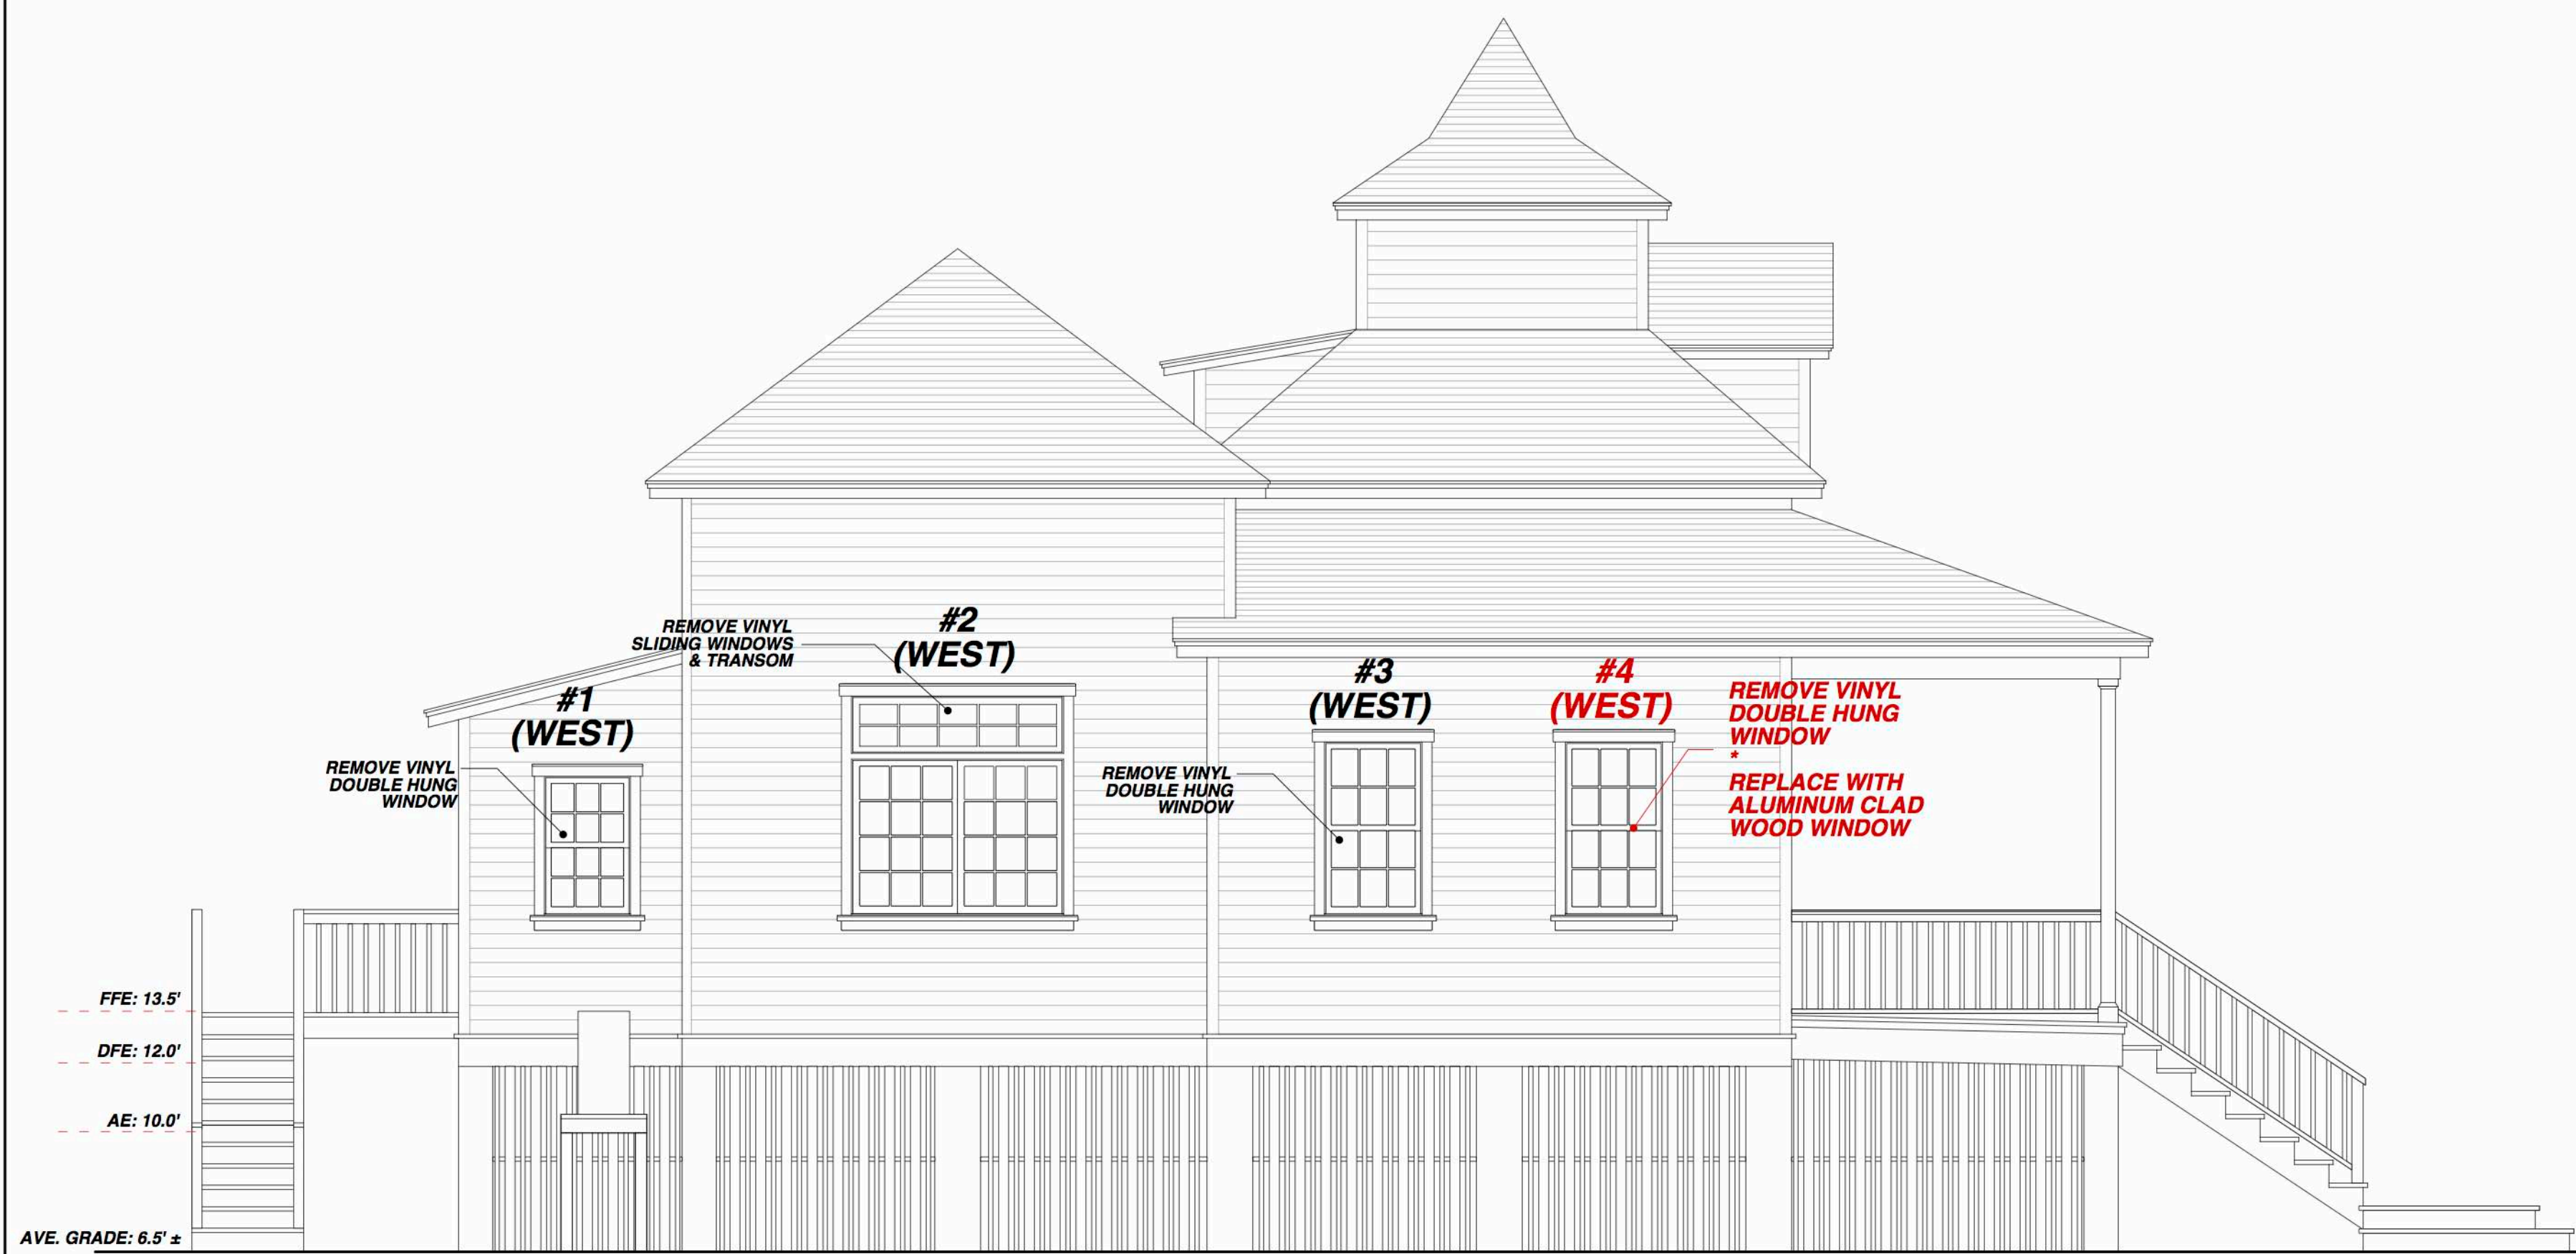 #2
(WEST)
REMOVE VINYL
SLIDING WINDOWS
& TRANSOM
#1
(WEST)
REMOVE VINYL
DOUBLE HUNG
WINDOW
#3
(WEST)
REMOVE VINYL
DOUBLE HUNG
WINDOW
#4
(WEST)
REMOVE VINYL
DOUBLE HUNG
WINDOW
*
REPLACE WITH
ALUMINUM CLAD
WOOD WINDOW
FFE: 13.5'
DFE: 12.0'
AE: 10.0'
AVE. GRADE: 6.5' ±